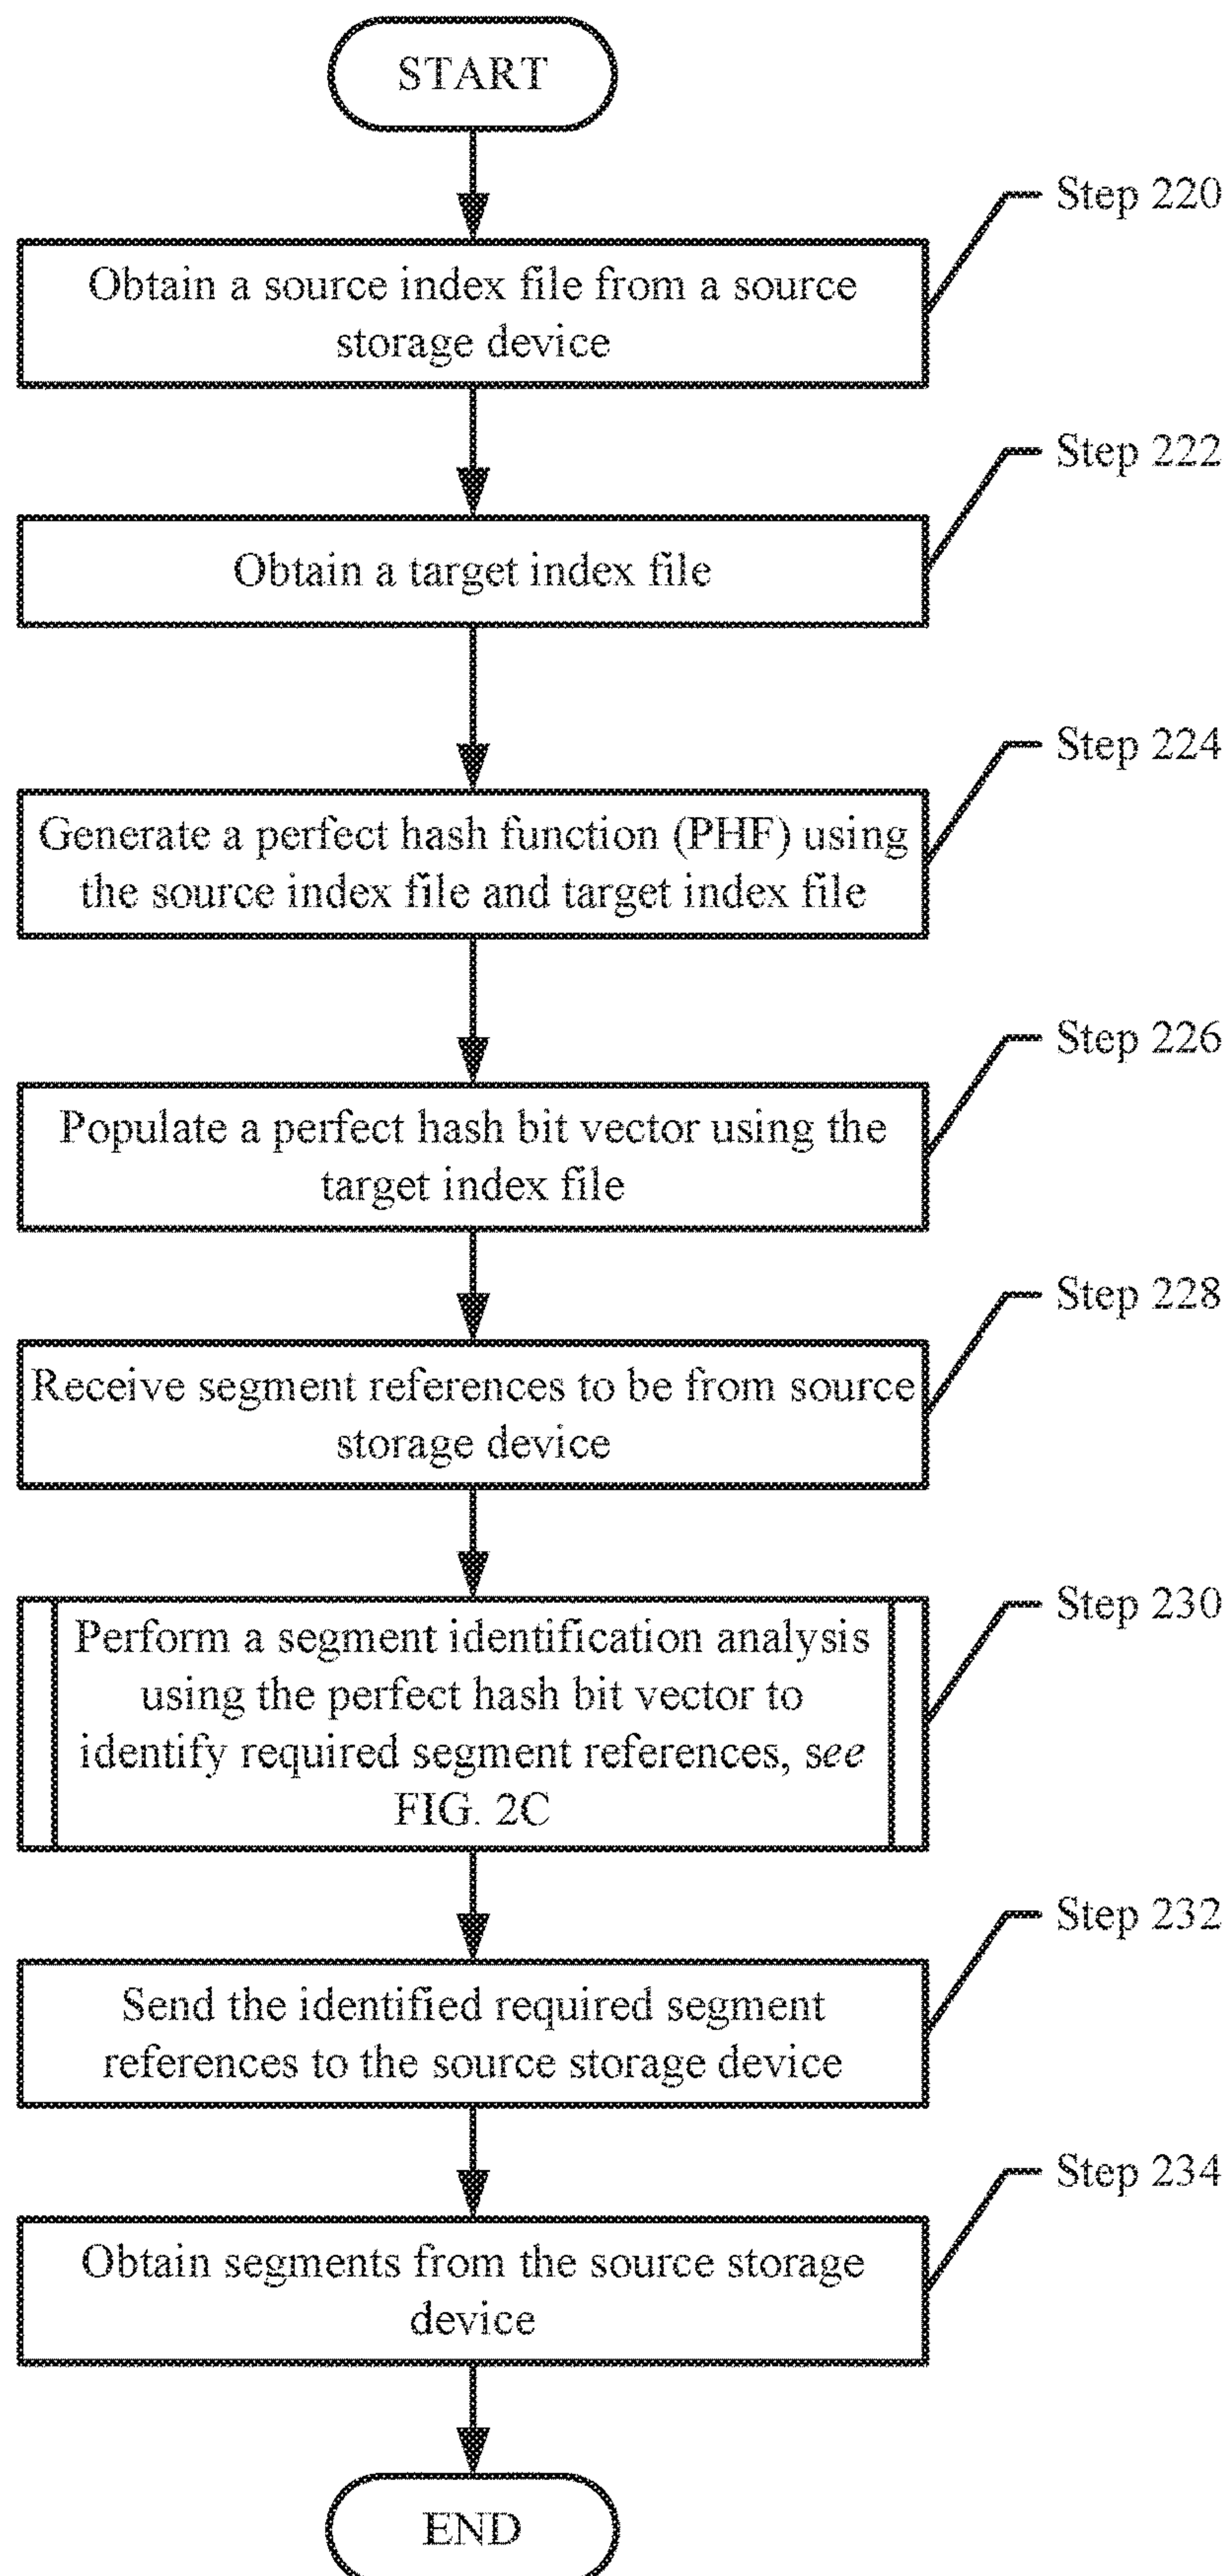 START
Step 220
Obtain a source index file from a source
storage device
Step 222
Obtain a target index file
Step 224
Generate a perfect hash function (PHF) using
the source index file and target index file
Step 226
Populate a perfect hash bit vector using the
target index file
Step 228
Receive segment references to be from source
storage device
Step 230
Perform a segment identification analysis
using the perfect hash bit vector to
identify required segment references, see
FIG. 2C
Step 232
Send the identified required segment
references to the source storage device
Step 234
Obtain segments from the source storage
device
END